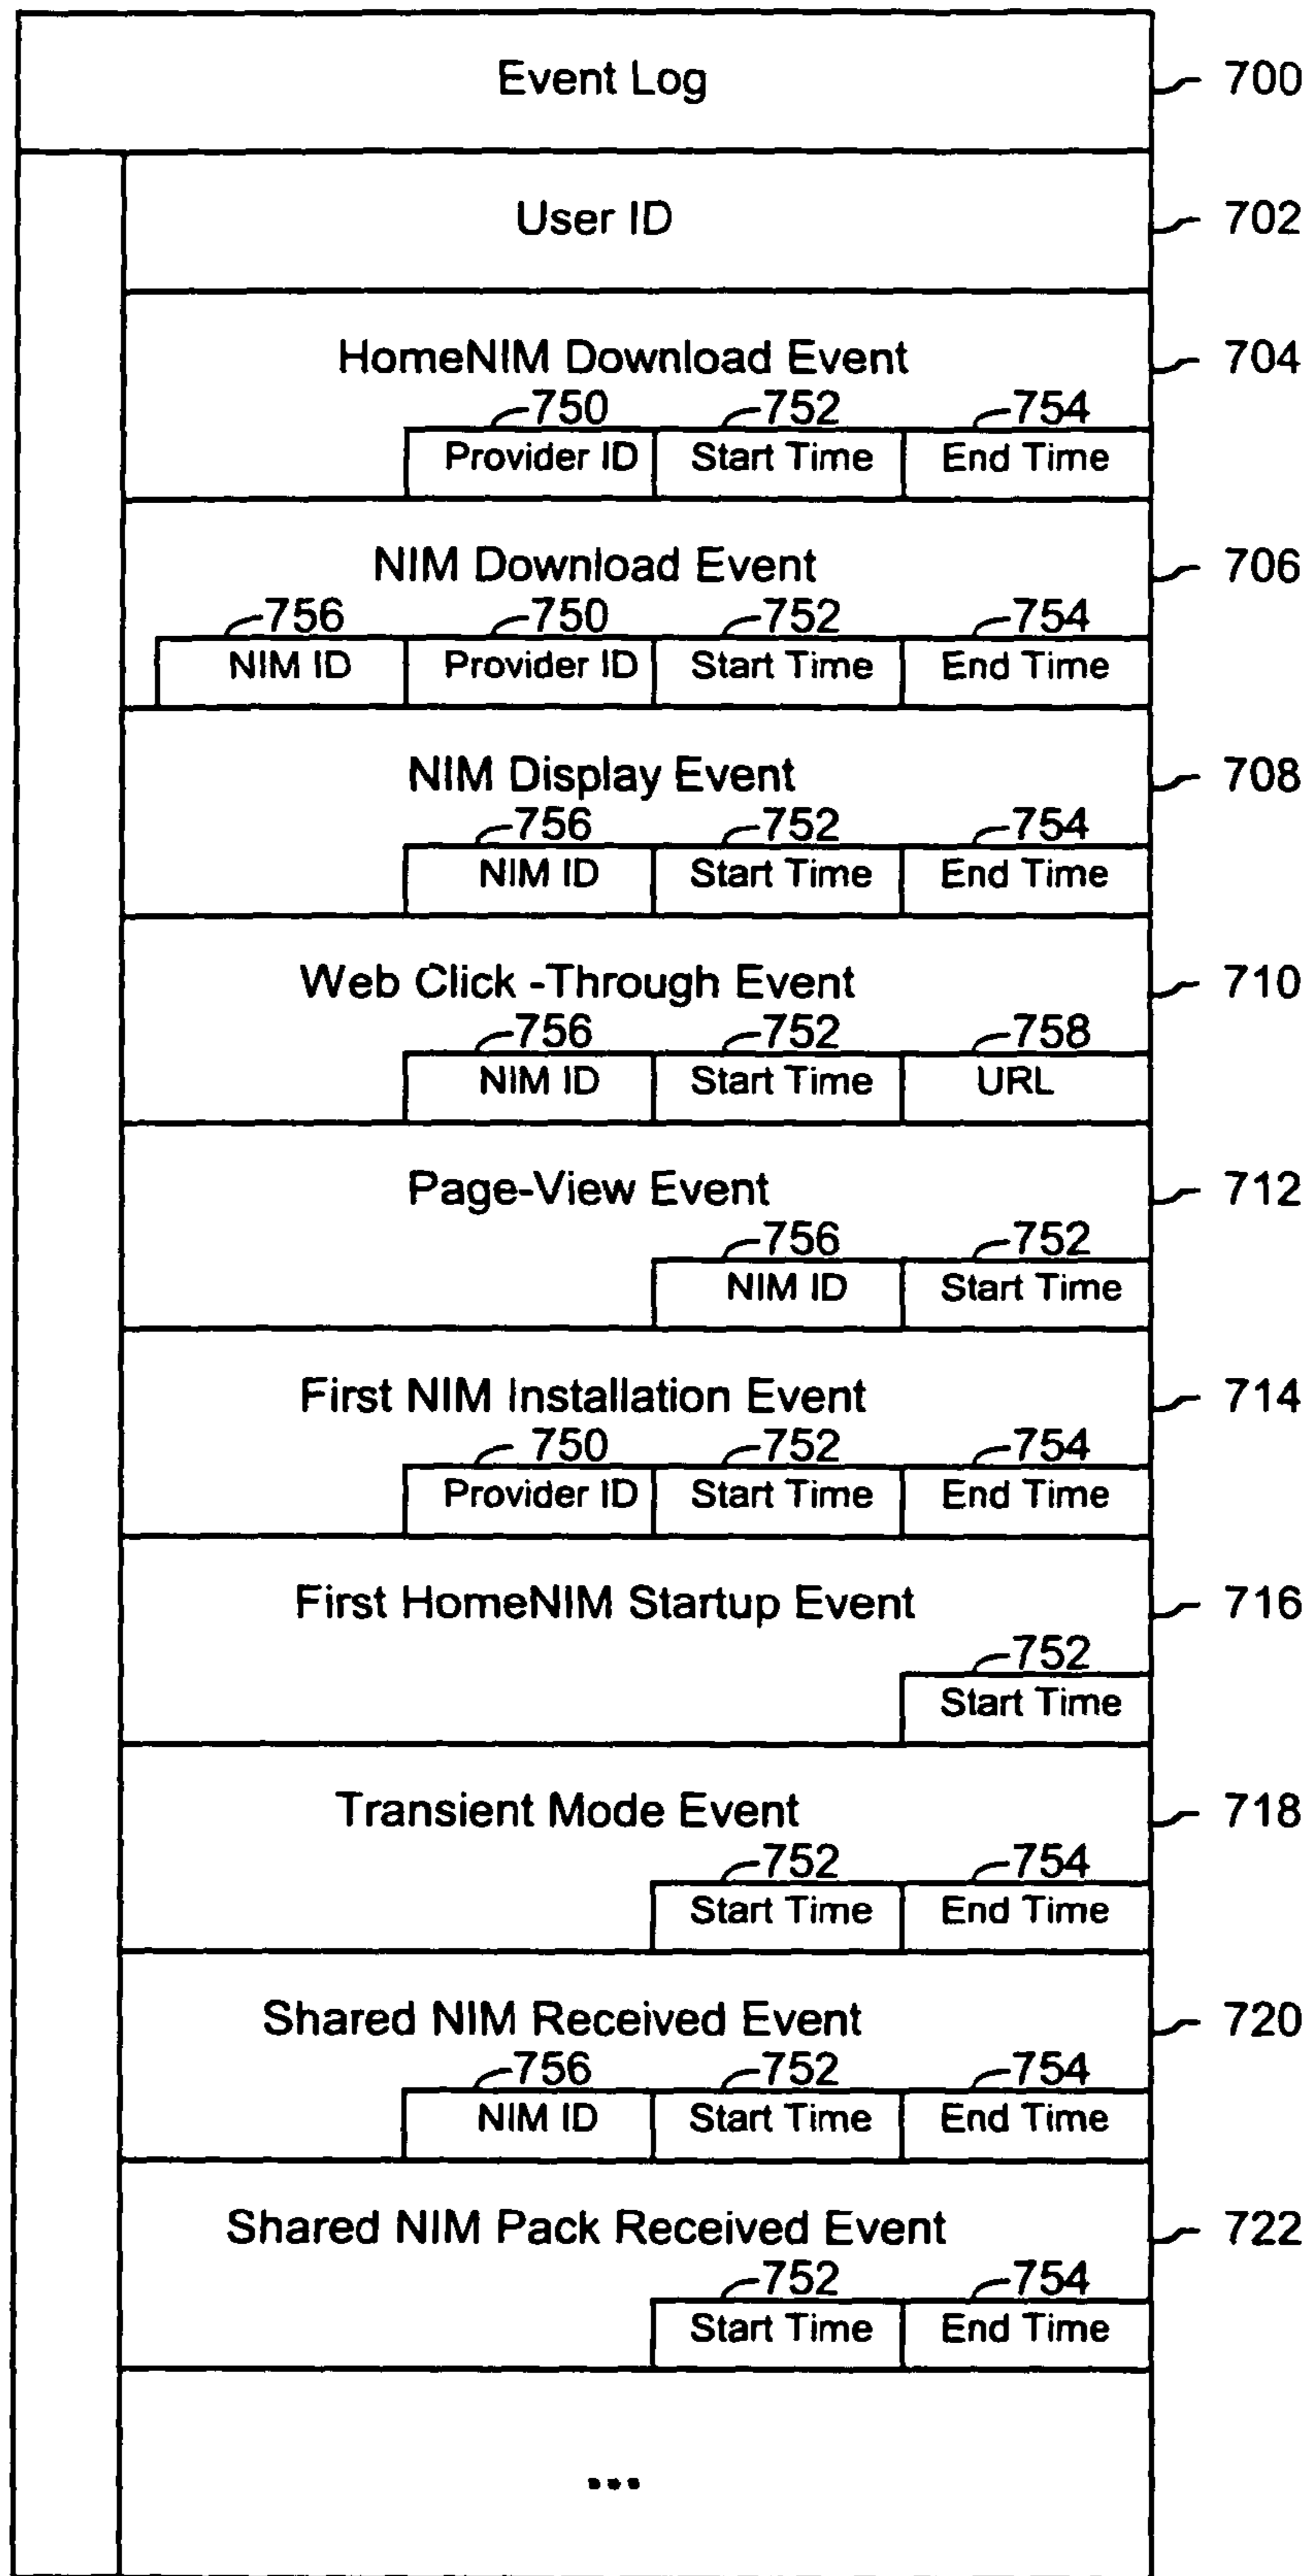 Event Log 700
User ID 702
HomeNIM Download Event 704
750 752 754
Provider ID Start Time End Time
NIM Download Event 706
756 750 752 754
NIM ID Provider ID Start Time End Time
NIM Display Event 708
756 752 754
NIM ID Start Time End Time
Web Click -Through Event 710
756 752 758
NIM ID Start Time URL
Page-View Event 712
756 752
NIM ID Start Time
First NIM Installation Event 714
750 752 754
Provider ID Start Time End Time
First HomeNIM Startup Event 716
752
Start Time
Transient Mode Event 718
752 754
Start Time End Time
Shared NIM Received Event 720
756 752 754
NIM ID Start Time End Time
Shared NIM Pack Received Event 722
752 754
Start Time End Time
...